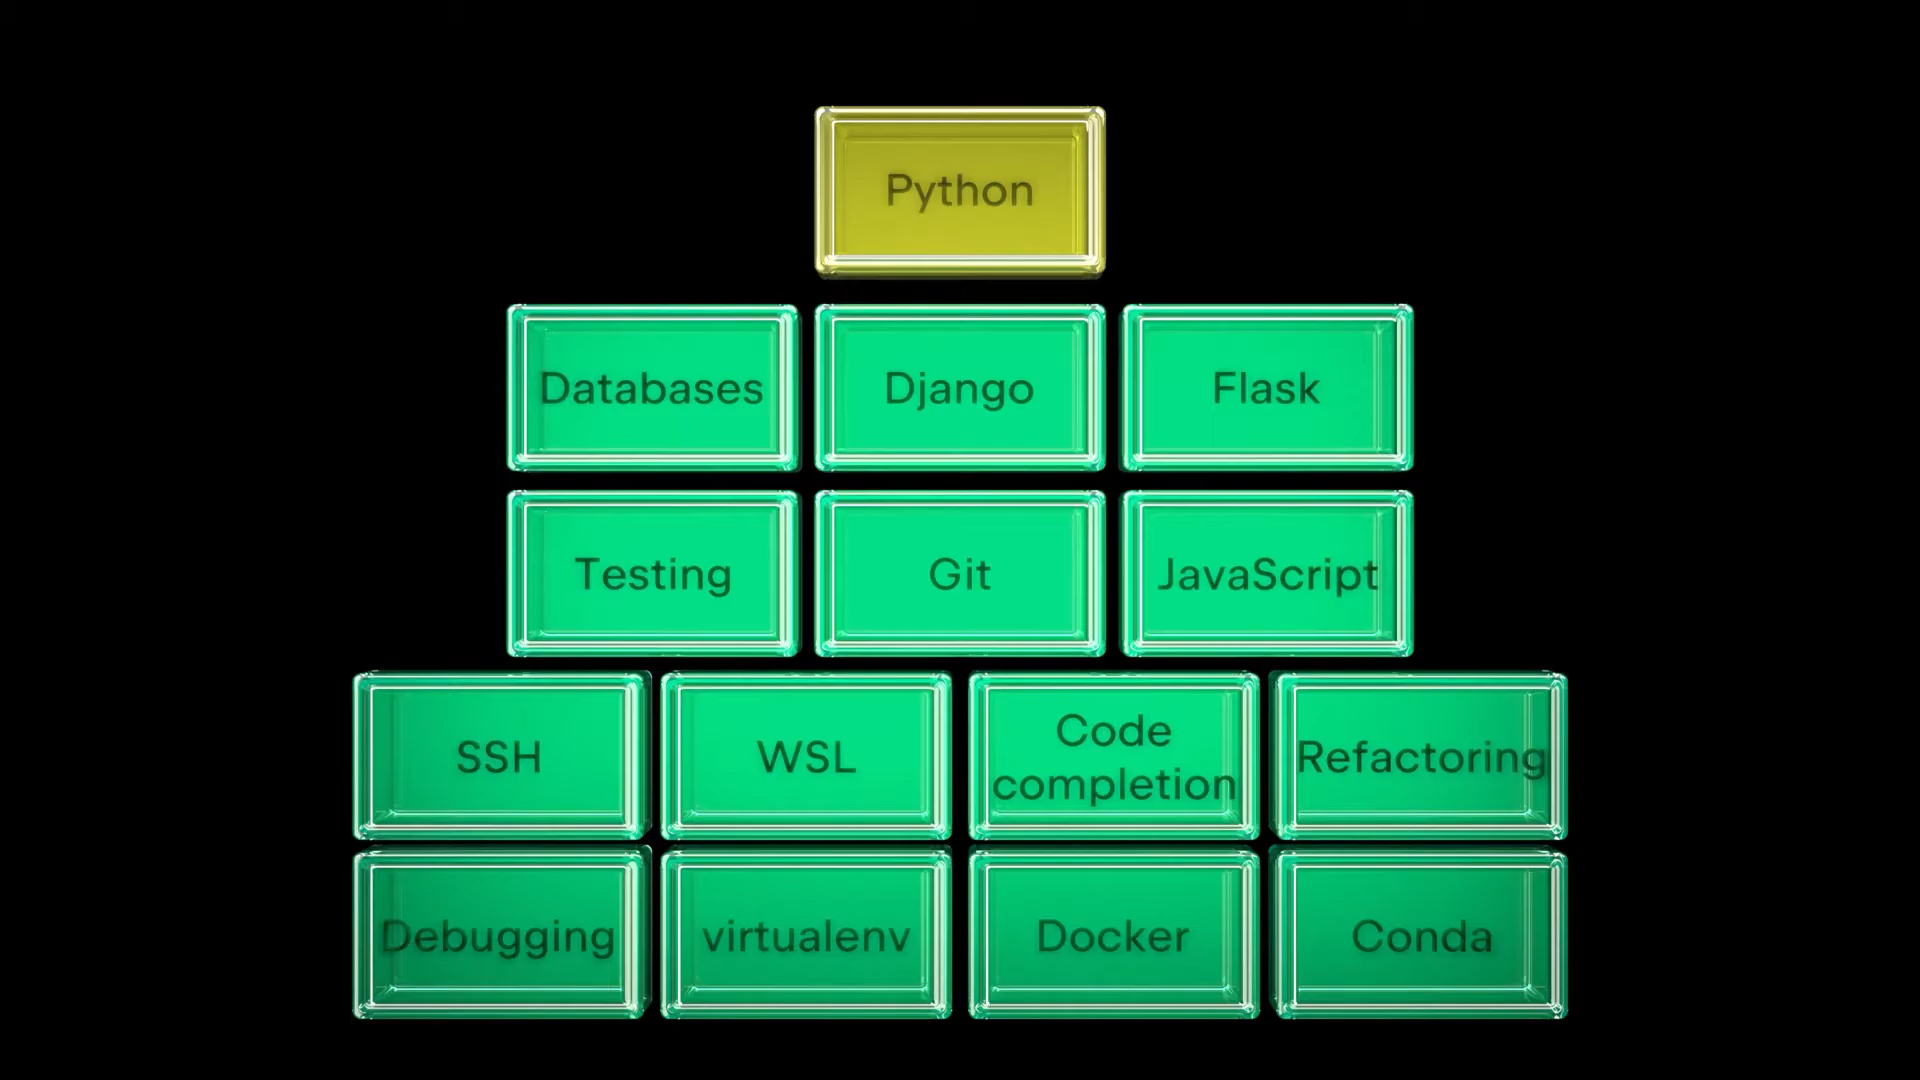 Python
Databases
Django
Flask
Testing
Git
JavaScript
SSH
WSL
Code
completion
Refactoring
Debugging
virtualenv
Docker
Conda